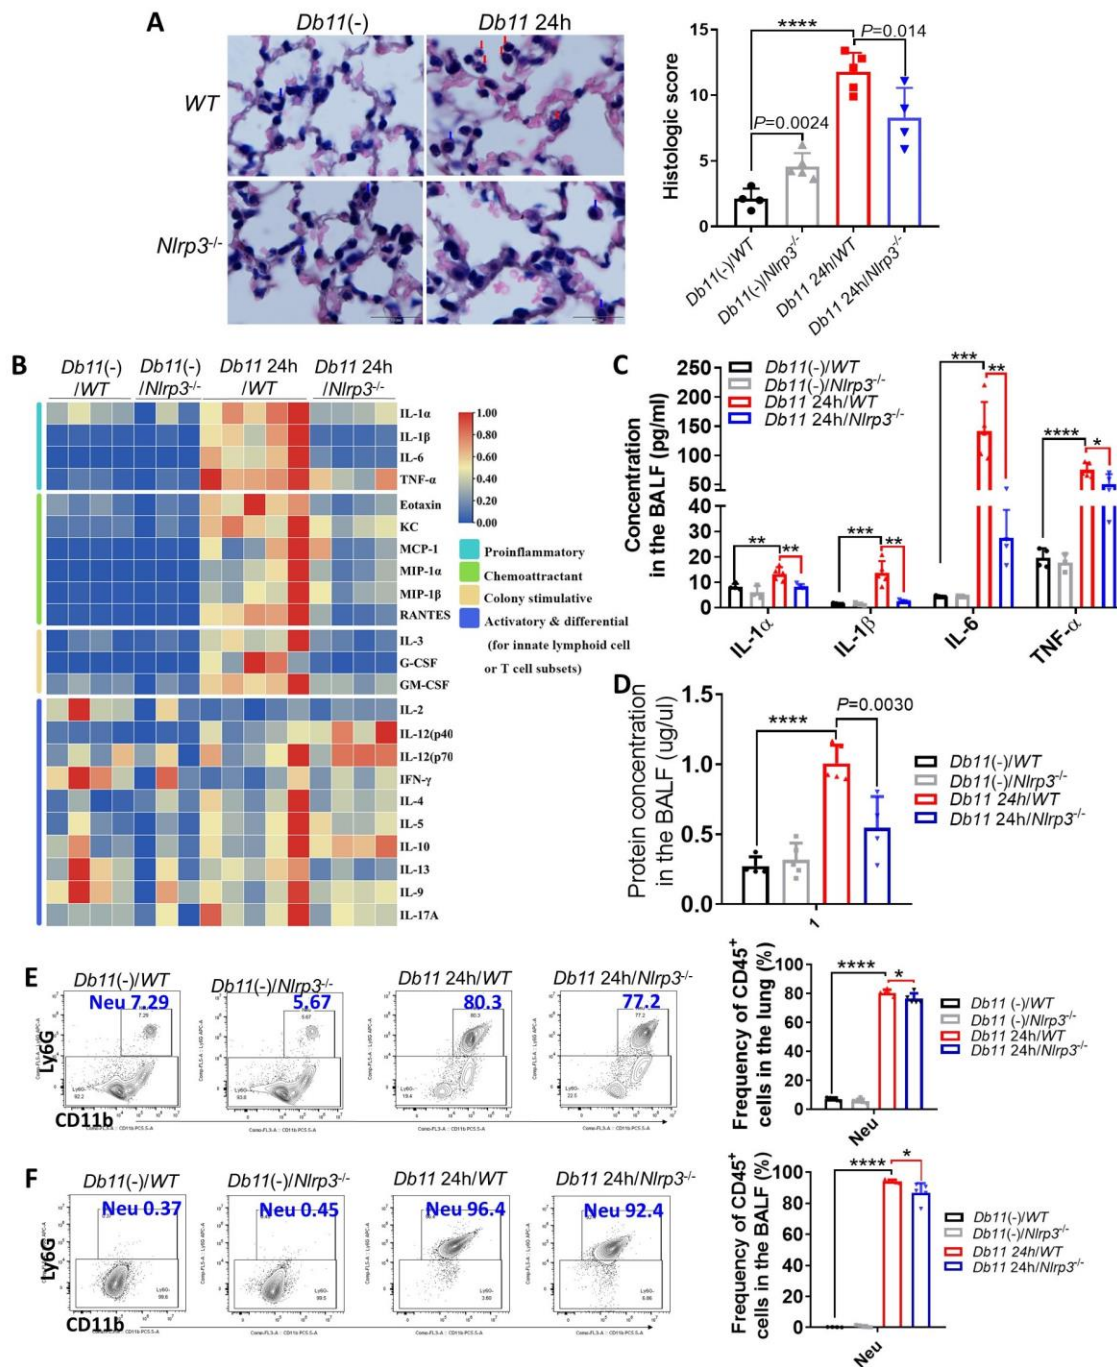 A
Db11(-)
Db11 24h
WT
Nlrp3-/-
Histologic score
15
10
5
0
****
P=0.014
P=0.0024
Db11(-)/WT
Db11(-)/Nlrp3-/-
Db11 24h/WT
Db11 24h/Nlrp3-/-
B
Db11(-) /WT
Db11(-) /Nlrp3-/-
Db11 24h /WT
Db11 24h /Nlrp3-/-
IL-1α
IL-1β
IL-6
TNF-α
Eotaxin
KC
MCP-1
MIP-1α
MIP-1β
RANTES
IL-3
G-CSF
GM-CSF
IL-2
IL-12(p40
IL-12(p70
IFN-γ
IL-4
IL-5
IL-10
IL-13
IL-9
IL-17A
1.00
0.80
0.60
0.40
0.20
0.00
Proinflammatory
Chemoattractant
Colony stimulative
Activatory & differential
(for innate lymphoid cell
or T cell subsets)
C
Concentration
in the BALF (pg/ml)
250
200
150
100
50
40
30
20
10
0
Db11(-)/WT
Db11(-)/Nlrp3-/-
Db11 24h/WT
Db11 24h/Nlrp3-/-
**
**
***
**
***
**
****
*
IL-1α
IL-1β
IL-6
TNF-α
D
Protein concentration
in the BALF (ug/ul)
1.5
1.0
0.5
0.0
****
P=0.0030
1
Db11(-)/WT
Db11(-)/Nlrp3-/-
Db11 24h/WT
Db11 24h/Nlrp3-/-
E
Db11(-)/WT
Db11(-)/Nlrp3-/-
Db11 24h/WT
Db11 24h/Nlrp3-/-
Neu 7.29
5.67
80.3
77.2
Ly6G
CD11b
Frequency of CD45+
cells in the lung (%)
100
80
60
40
20
0
****
*
Neu
Db11 (-)/WT
Db11 (-)/Nlrp3-/-
Db11 24h/WT
Db11 24h/Nlrp3-/-
F
Db11(-)/WT
Db11(-)/Nlrp3-/-
Db11 24h/WT
Db11 24h/Nlrp3-/-
Neu 0.37
Neu 0.45
Neu 96.4
Neu 92.4
Ly6G
CD11b
Frequency of CD45+
cells in the BALF (%)
100
80
60
40
20
0
****
*
Neu
Db11(-)/WT
Db11(-)/Nlrp3-/-
Db11 24h/WT
Db11 24h/Nlrp3-/-